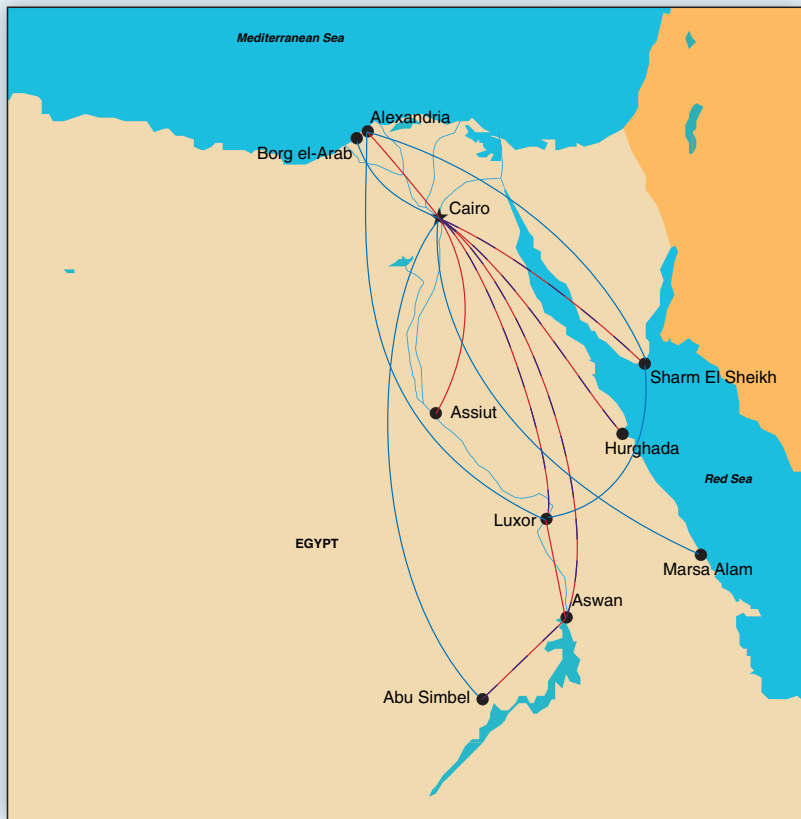 Mediterranean Sea
Alexandria
Borg el-Arab
Cairo
Sharm El Sheikh
Assiut
Hurghada
Red Sea
Luxor
EGYPT
Marsa Alam
Aswan
Abu Simbel